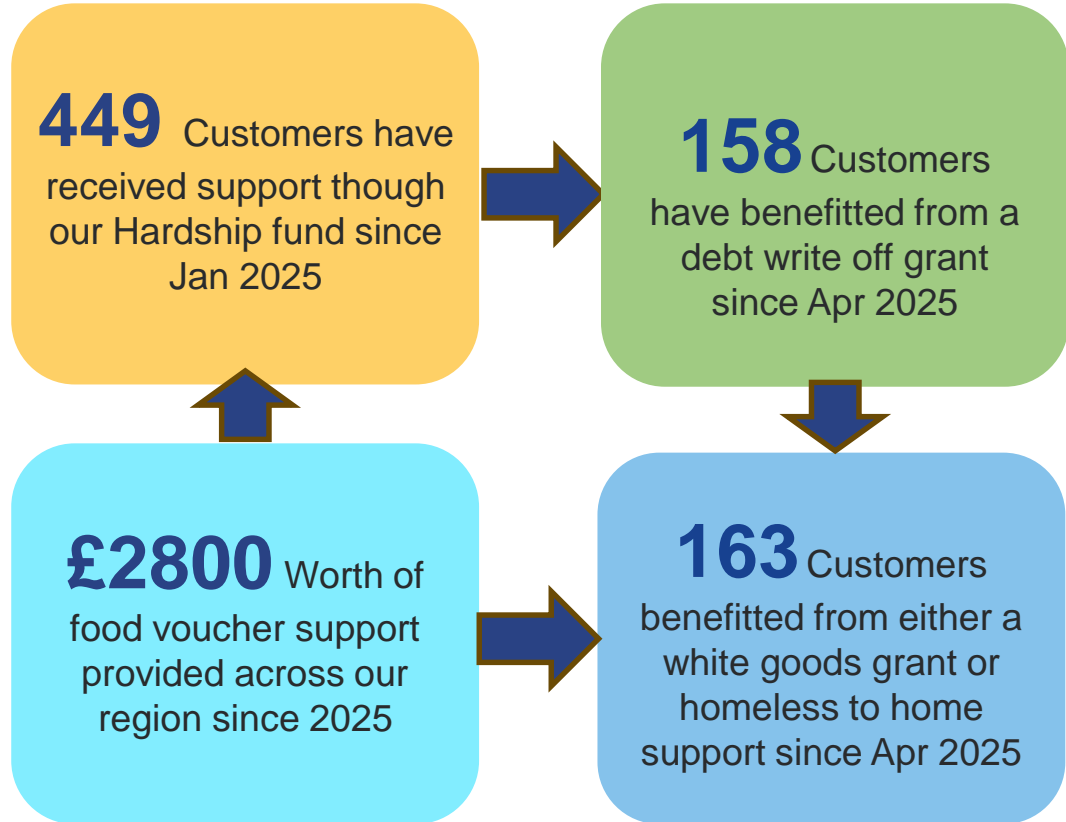 449 Customers have
received support though
our Hardship fund since
Jan 2025
158 Customers
have benefitted from a
debt write off grant
since Apr 2025
£2800 Worth of
food voucher support
provided across our
region since 2025
163 Customers
benefitted from either a
white goods grant or
homeless to home
support since Apr 2025